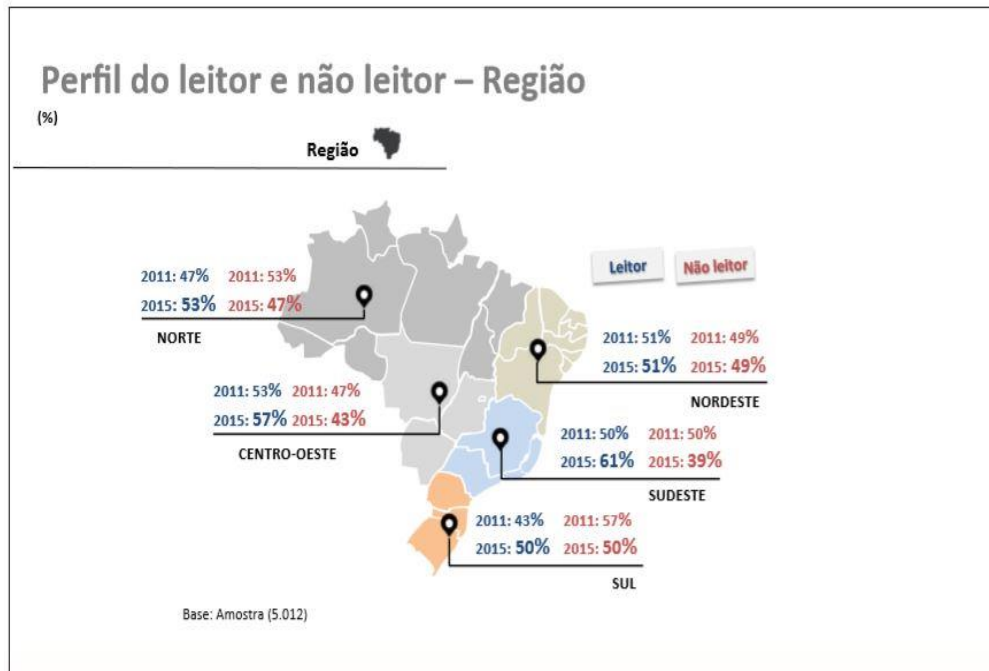 Perfil do leitor e não leitor – Região
(%)
Região
Leitor Não leitor
2011: 47% 2011: 53%
2015: 53% 2015: 47%
NORTE
2011: 51% 2011: 49%
2015: 51% 2015: 49%
NORDESTE
2011: 53% 2011: 47%
2015: 57% 2015: 43%
CENTRO-OESTE
2011: 50% 2011: 50%
2015: 61% 2015: 39%
SUDESTE
2011: 43% 2011: 57%
2015: 50% 2015: 50%
SUL
Base: Amostra (5.012)